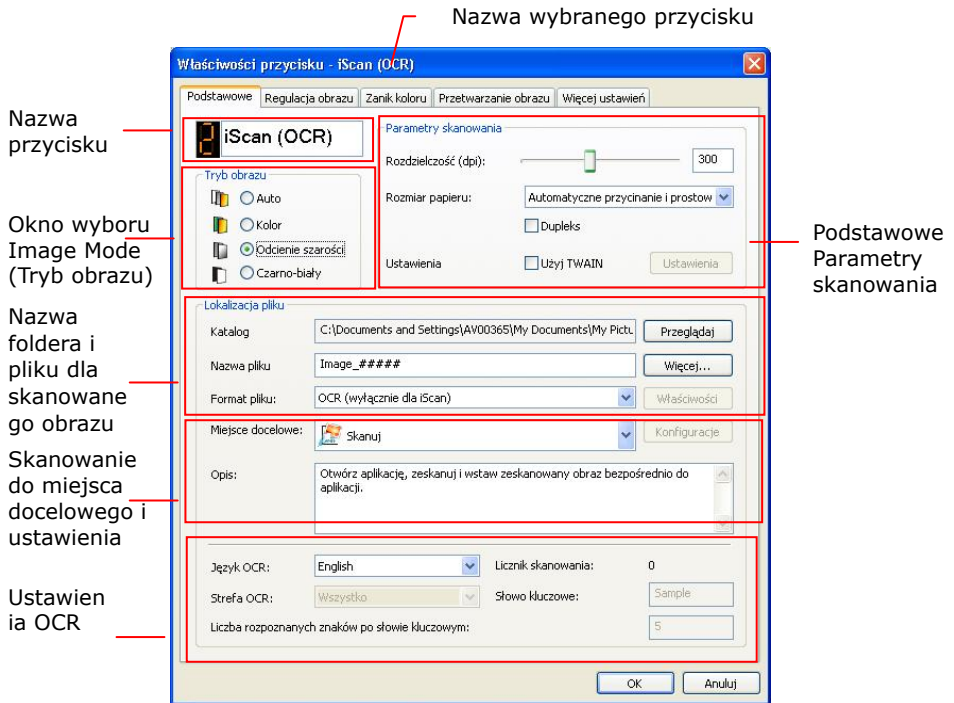 Nazwa wybranego przycisku
Właściwości przycisku - iScan (OCR)
Podstawowe Regulacja obrazu Zanik koloru Przetwarzanie obrazu Więcej ustawień
Nazwa
przycisku
2 iScan (OCR)
Tryb obrazu
Auto
Kolor
Odcienie szarości
Czarno-biały
Okno wyboru
Image Mode
(Tryb obrazu)
Parametry skanowania
Rozdzielczość (dpi): 300
Rozmiar papieru: Automatyczne przycinanie i prostow
Dupleks
Ustawienia Użyj TWAIN Ustawienia
Podstawowe
Parametry
skanowania
Nazwa
foldera i
pliku dla
skanowane
go obrazu
Lokalizacja pliku
Katalog C:\Documents and Settings\AV00365\My Documents\My Pictu Przeglądaj
Nazwa pliku Image_##### Więcej...
Format pliku: OCR (wyłącznie dla iScan) Właściwości
Skanowanie
do miejsca
docelowego i
ustawienia
Miejsce docelowe: Skanuj Konfiguracje
Opis: Otwórz aplikację, zeskanuj i wstaw zeskanowany obraz bezpośrednio do
aplikacji.
Ustawien
ia OCR
Język OCR: English Licznik skanowania: 0
Strefa OCR: Wszystko Słowo kluczowe: Sample
Liczba rozpoznanych znaków po słowie kluczowym: 5
OK Anuluj